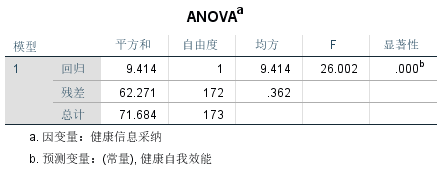 ANOVAa
模型 平方和 自由度 均方 F 显著性
1 回归 9.414 1 9.414 26.002 .000b
残差 62.271 172 .362
总计 71.684 173
a. 因变量：健康信息采纳
b. 预测变量：(常量), 健康自我效能